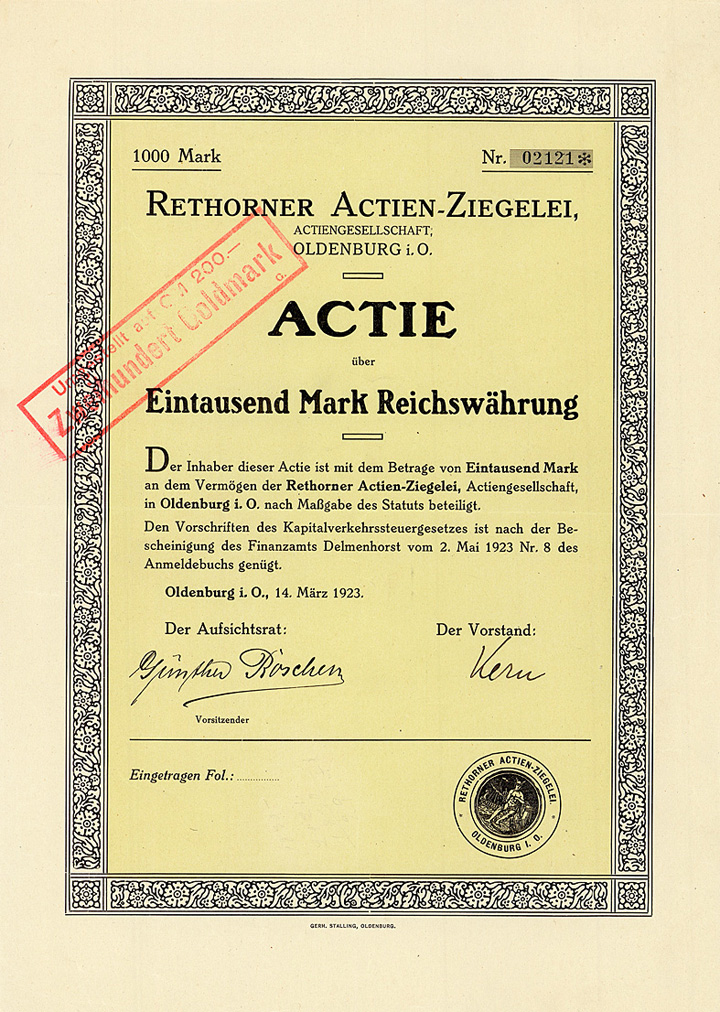 1000 Mark
Nr. 02121*
RETHORNER ACTIEN-ZIEGELEI,
ACTIENGESELLSCHAFT,
OLDENBURG i. O.
Umgestellt auf G.M 200.—
Zweihundert Goldmark
ACTIE
über
Eintausend Mark Reichswährung
Der Inhaber dieser Actie ist mit dem Betrage von Eintausend Mark
an dem Vermögen der Rethorner Actien-Ziegelei, Actiengesellschaft,
in Oldenburg i. O. nach Maßgabe des Statuts beteiligt.
Den Vorschriften des Kapitalverkehrssteuergesetzes ist nach der Be-
scheinigung des Finanzamts Delmenhorst vom 2. Mai 1923 Nr. 8 des
Anmeldebuchs genügt.
Oldenburg i. O., 14. März 1923.
Der Aufsichtsrat:
Der Vorstand:
Günther Röschen
Kern
Vorsitzender
Eingetragen Fol.: ..............
RETHORNER ACTIEN-ZIEGELEI.
OLDENBURG I. O.
GERH. STALLING, OLDENBURG.